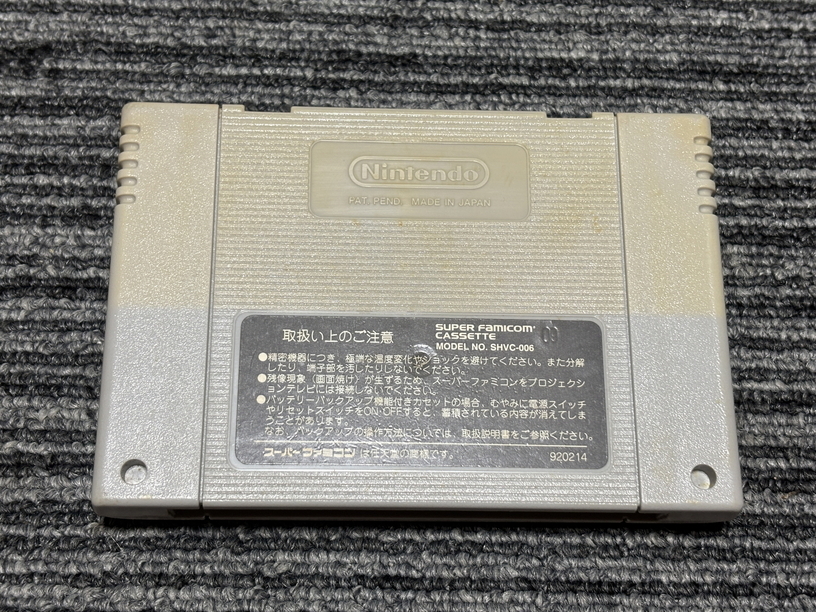 Nintendo
PAT. PEND. MADE IN JAPAN
取扱い上のご注意
SUPER FAMICOM
CASSETTE
MODEL NO. SHVC-006
●精密機器につき、極端な温度変化やショックを避けてください。また分解
したり、端子部を汚したりしないでください。
●残像現象(画面焼け)が生ずるため、スーパーファミコンをプロジェクシ
ョンテレビには接続しないでください。
●バッテリーバックアップ機能付きカセットの場合、むやみに電源スイッチ
やリセットスイッチをON・OFFすると、蓄積されている内容が消えてしま
うことがあります。
なお、バックアップの操作方法については、取扱説明書をご参照ください。
スーパーファミコンは任天堂の商標です。
920214